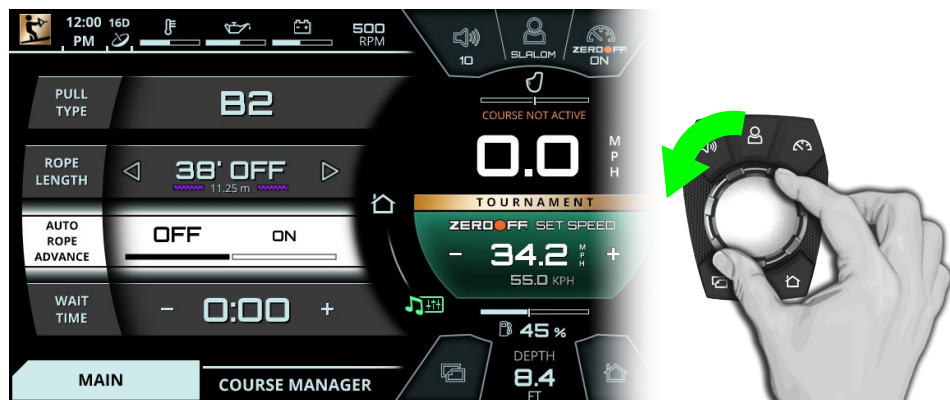 12:00 16D
PM
500
RPM
10
SLALOM
ZEROOFF
ON
PULL
TYPE
B2
COURSE NOT ACTIVE
0.0
MPH
ROPE
LENGTH
38' OFF
11.25 m
TOURNAMENT
AUTO
ROPE
ADVANCE
OFF ON
ZEROOFF SET SPEED
- 34.2 MPH +
55.0 KPH
WAIT
TIME
- 0:00 +
45 %
DEPTH
8.4
FT
MAIN
COURSE MANAGER